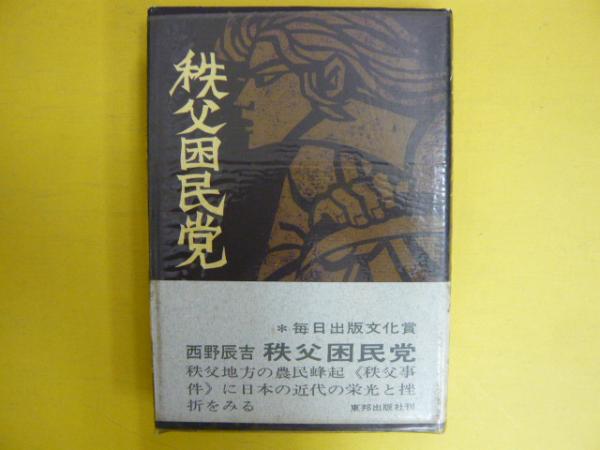 秩父困民党
*毎日出版文化賞
西野辰吉 秩父困民党
秩父地方の農民峰起《秩父事
件》に日本の近代の栄光と挫
折をみる
東邦出版社刊